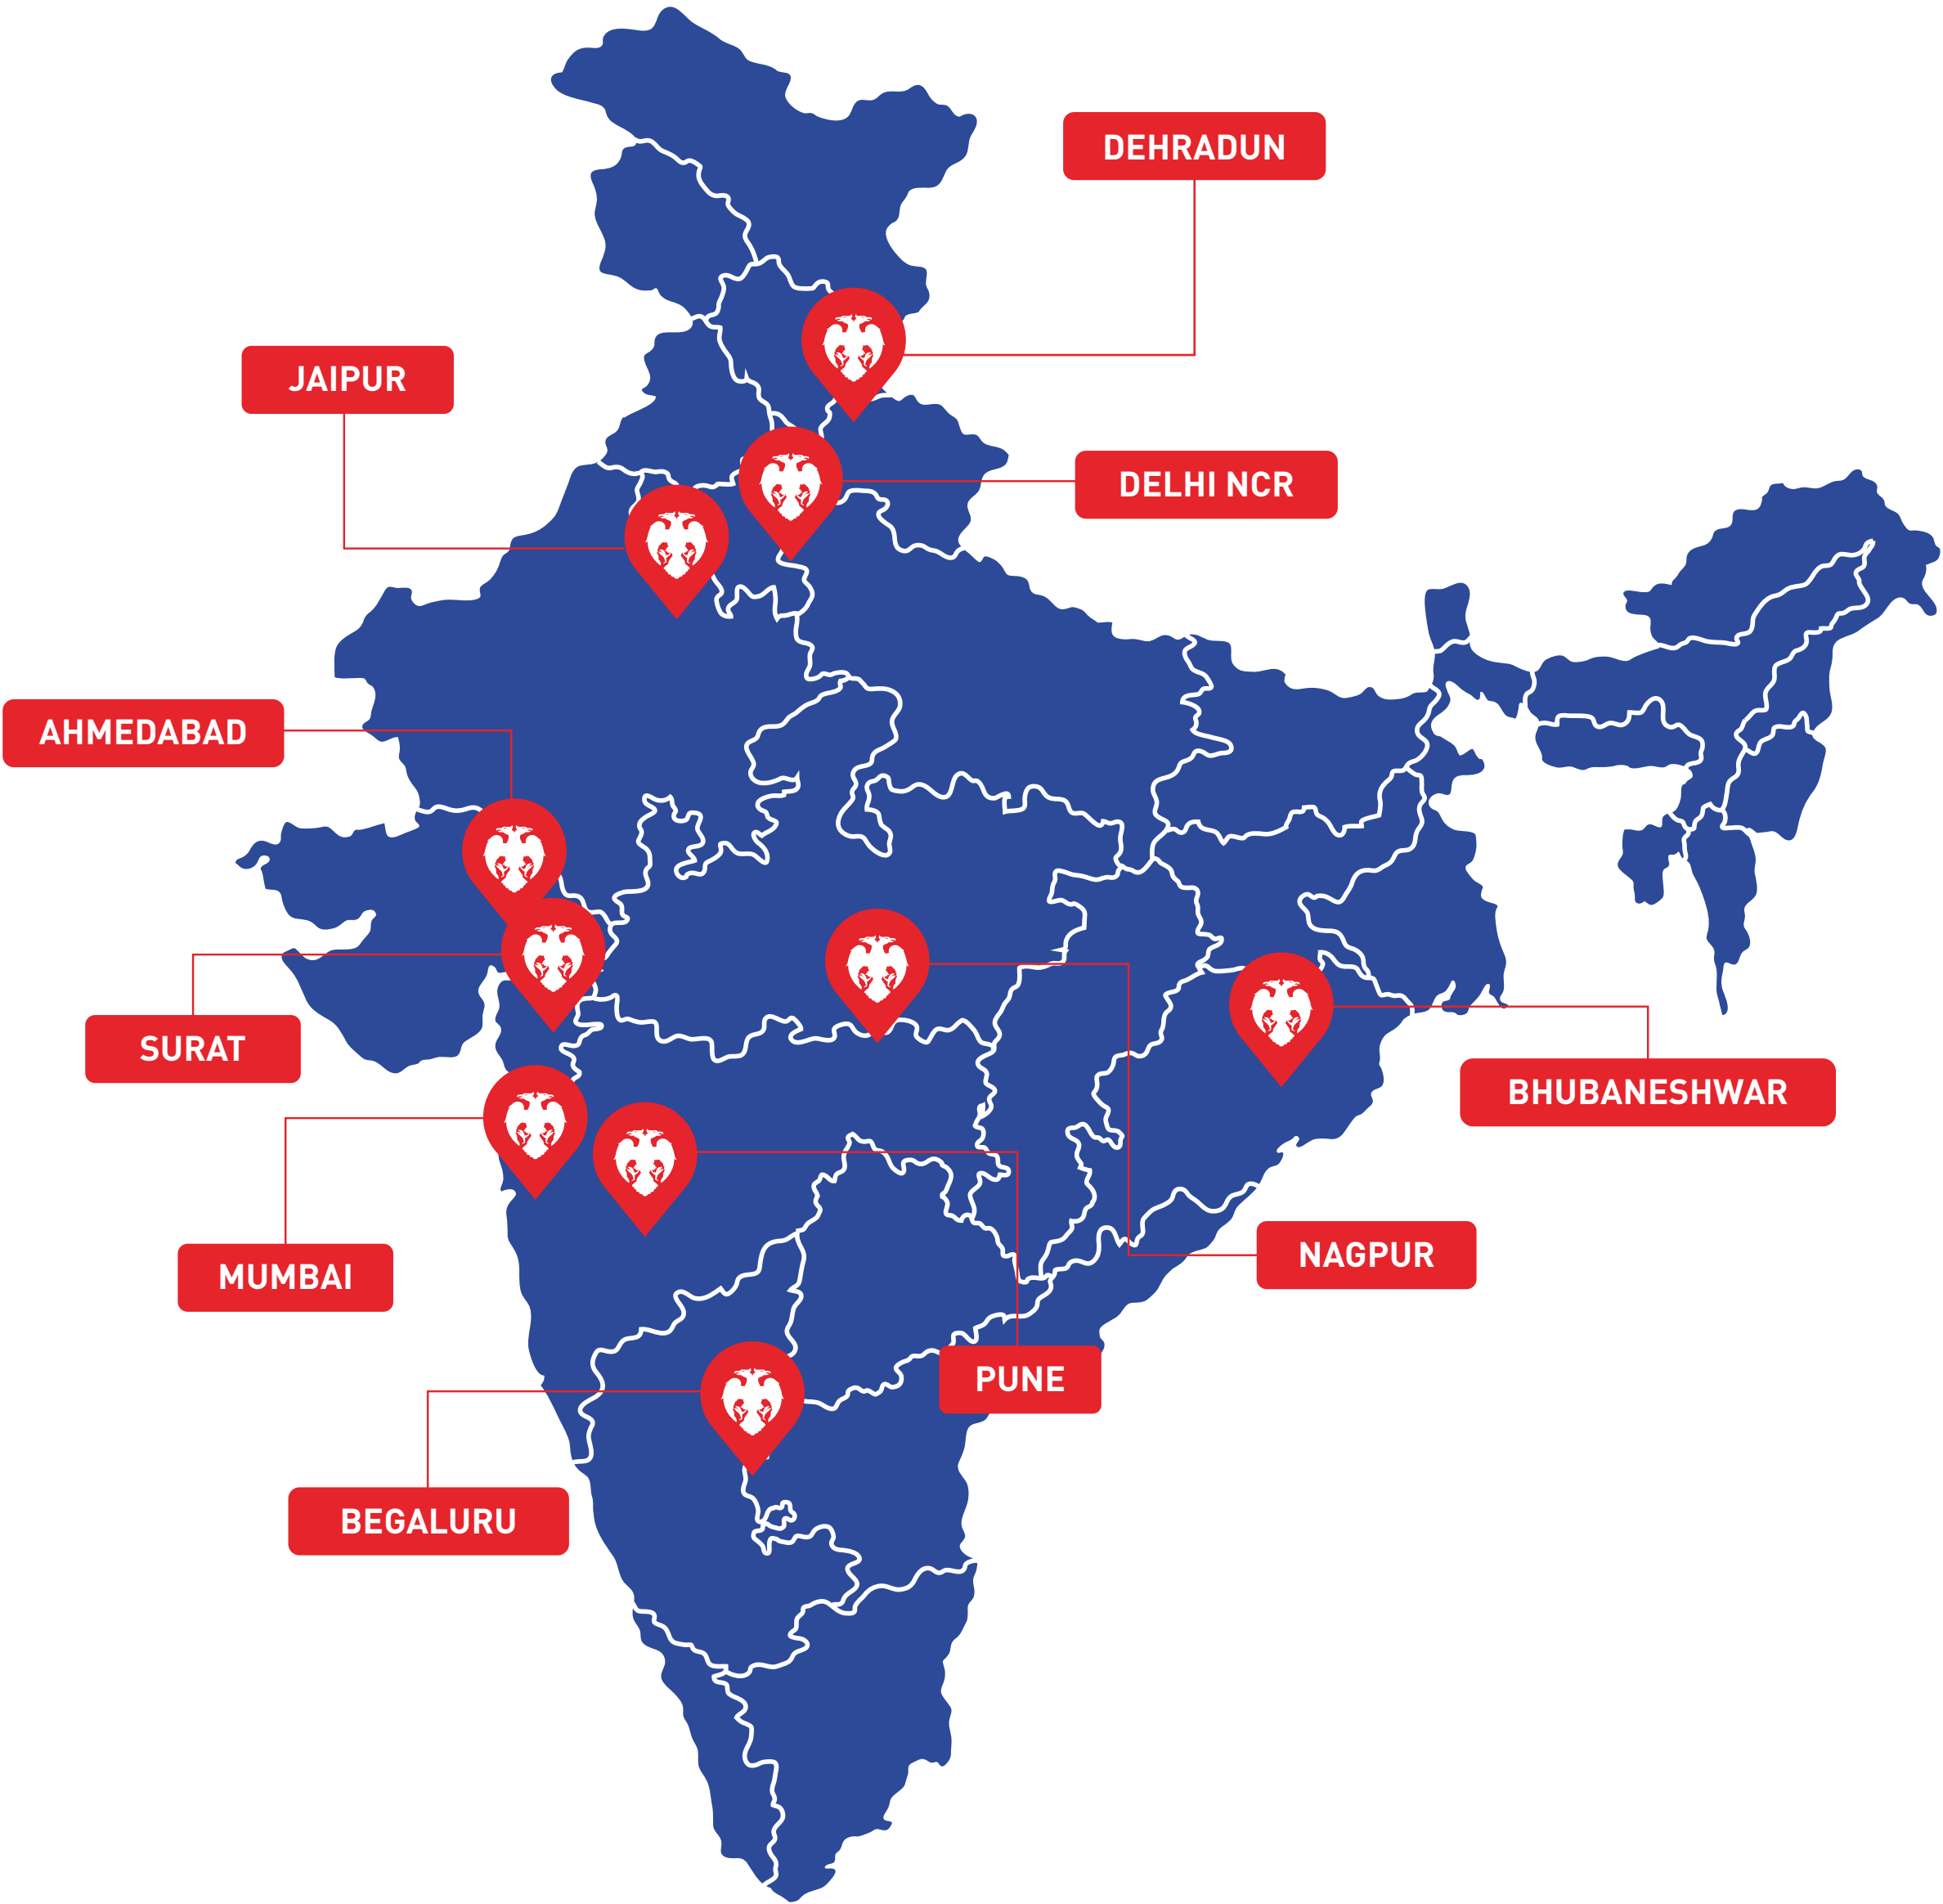 DEHRADUN
JAIPUR
DELHI NCR
AHMEDABAD
SURAT
BHUBANESHWAR
MUMBAI
NAGPUR
PUNE
BEGALURU